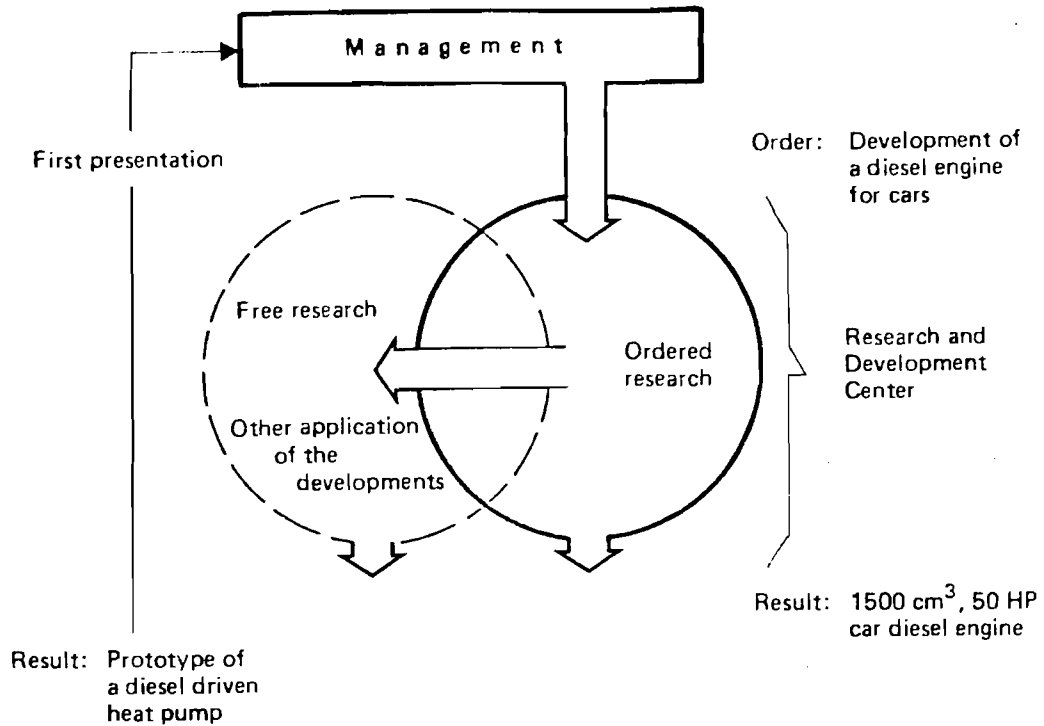 Management
First presentation
Order: Development of
a diesel engine
for cars
Free research
Ordered
research
Research and
Development
Center
Other application
of the
developments
Result: 1500 cm³, 50 HP
car diesel engine
Result: Prototype of
a diesel driven
heat pump